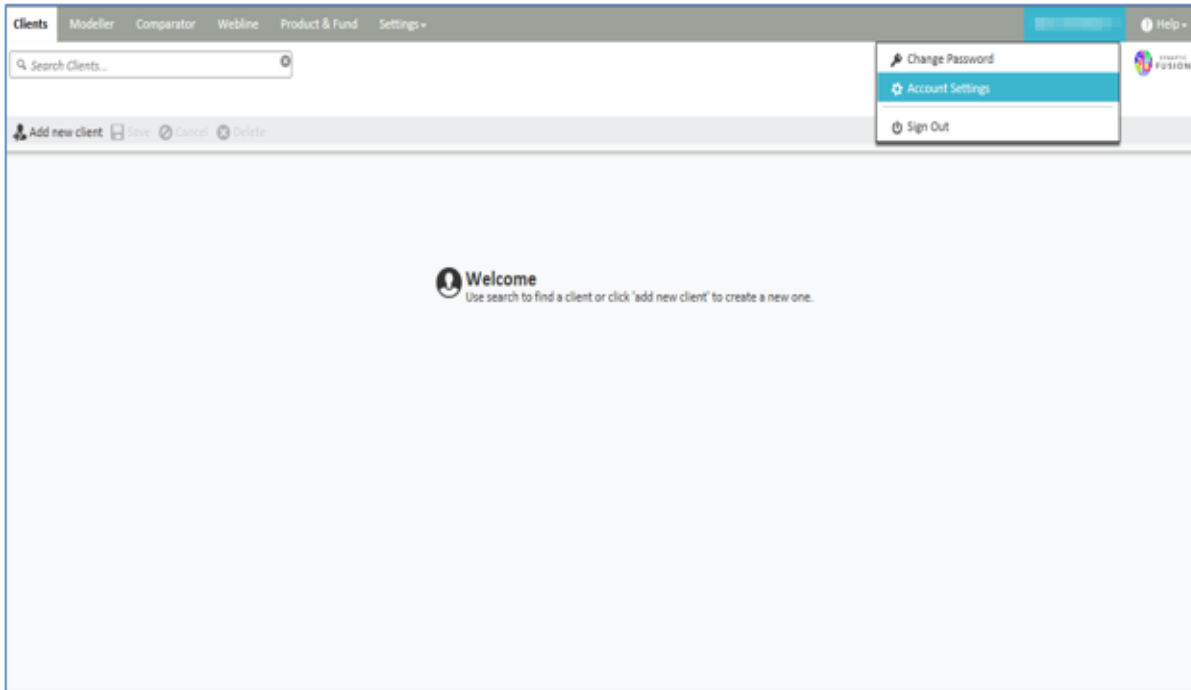 Clients Modeller Comparator Webline Product & Fund Settings Help
Search Clients...
Change Password
FUSION
Account Settings
Add new client Save Cancel Delete
Sign Out
Welcome
Use search to find a client or click 'add new client' to create a new one.